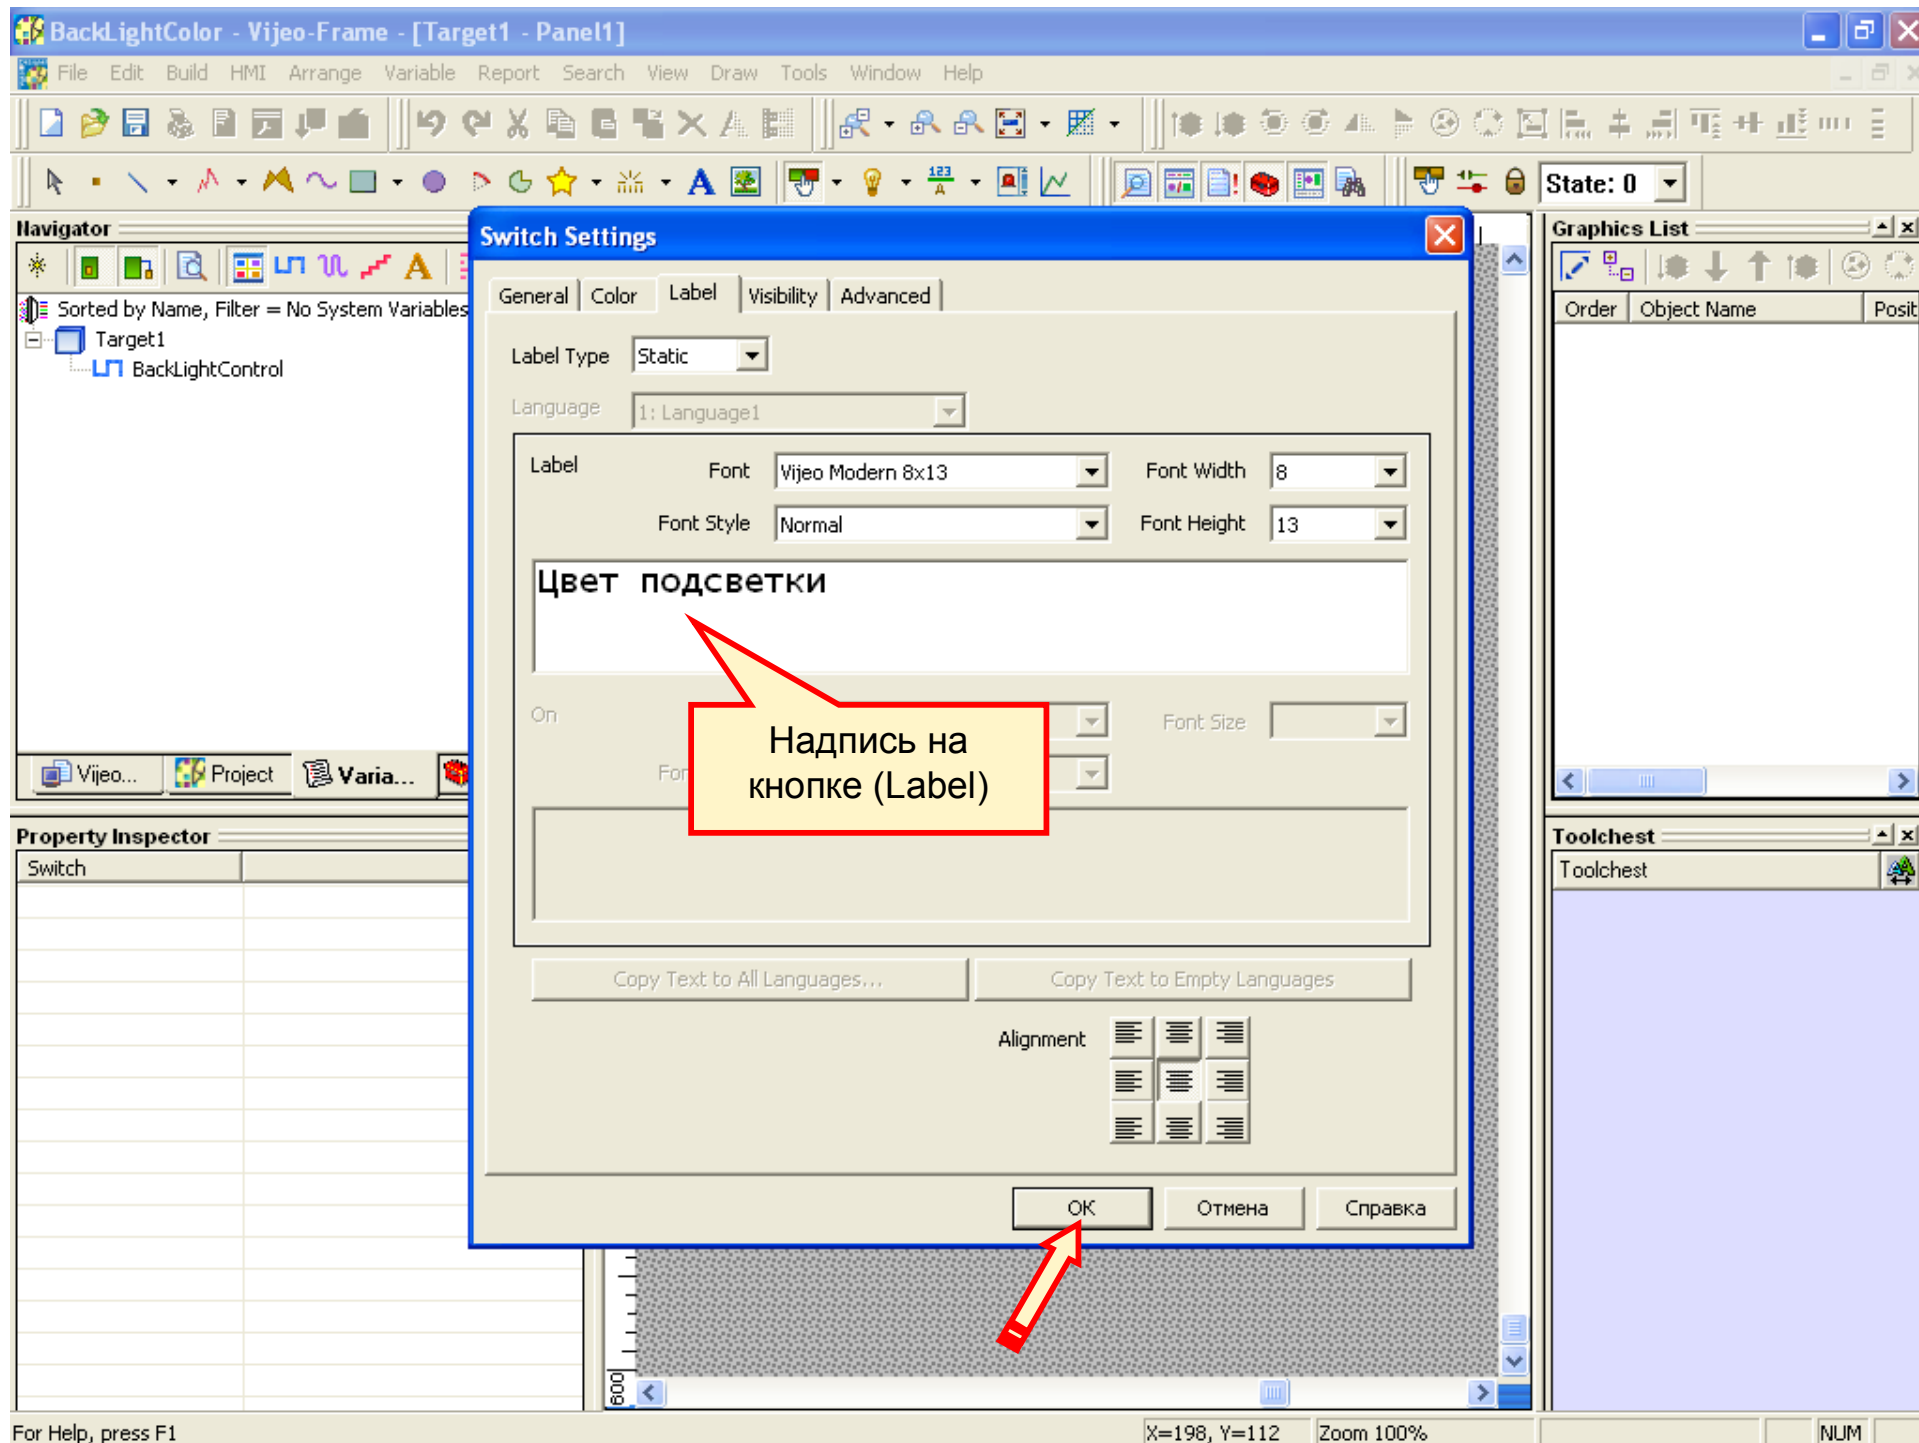 BackLightColor - Vijeo-Frame - [Target1 - Panel1]
File Edit Build HMI Arrange Variable Report Search View Draw Tools Window Help
State: 0
Navigator
Sorted by Name, Filter = No System Variables
Target1
BackLightControl
Vijeo... Project Varia...
Property Inspector
Switch
Switch Settings
General Color Label Visibility Advanced
Label Type Static
Language 1: Language1
Label Font Vijeo Modern 8x13 Font Width 8
Font Style Normal Font Height 13
Цвет подсветки
On Font Size
Надпись на
кнопке (Label)
Copy Text to All Languages... Copy Text to Empty Languages
Alignment
OK Отмена Справка
600
Graphics List
Order Object Name Posit
Toolchest
Toolchest
For Help, press F1 X=198, Y=112 Zoom 100% NUM